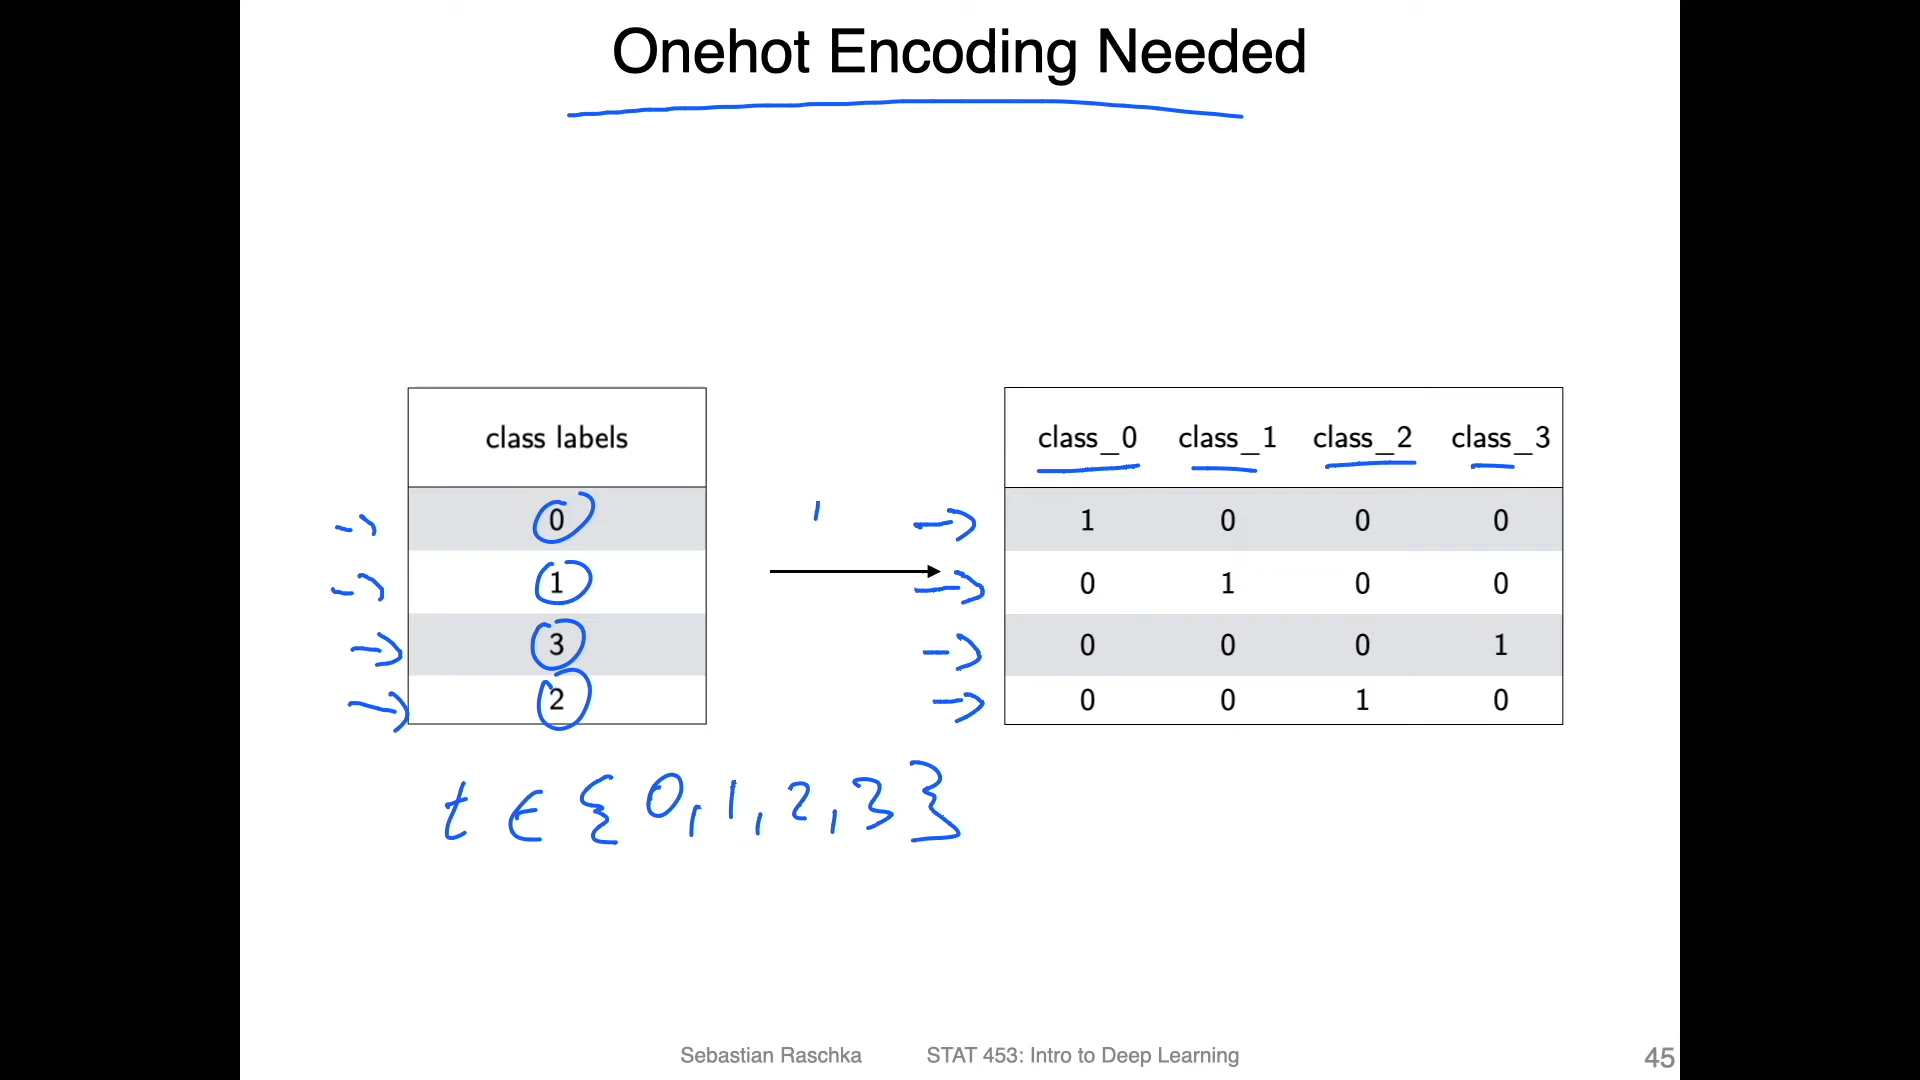 Onehot Encoding Needed
class labels
0
1
3
2
class_0 class_1 class_2 class_3
1 0 0 0
0 1 0 0
0 0 0 1
0 0 1 0
t ∈ {0,1,2,3}
Sebastian Raschka STAT 453: Intro to Deep Learning 45